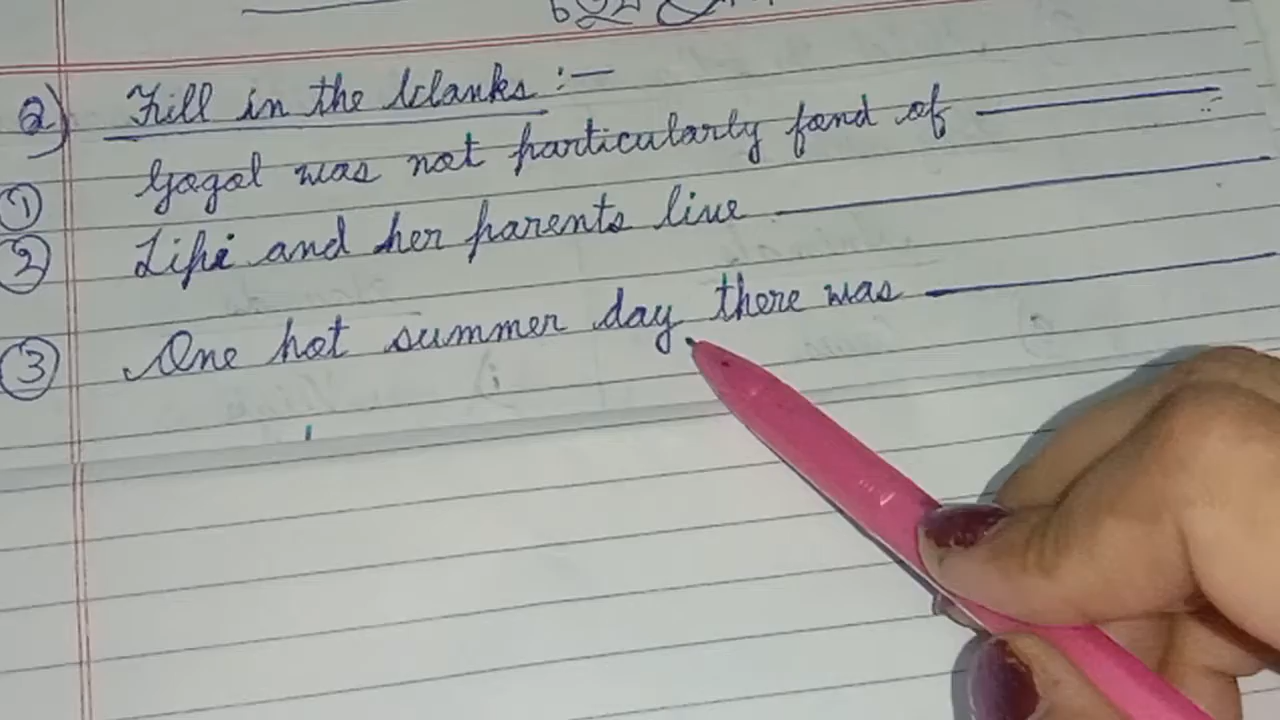 2) Fill in the blanks :—
① Gogol was not particularly fond of ———
② Lipi and her parents live ———
③ One hot summer day there was ———